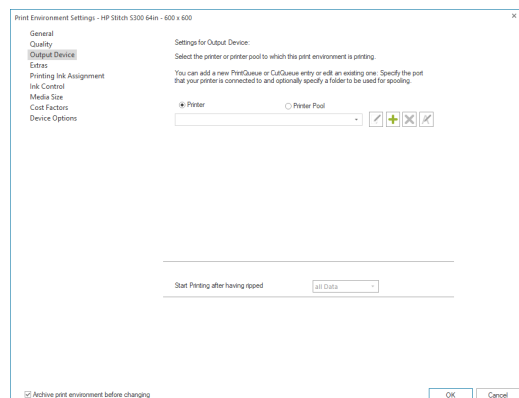 Print Environment Settings - HP Stitch S300 64in - 600 x 600
General
Quality
Output Device
Extras
Printing Ink Assignment
Ink Control
Media Size
Cost Factors
Device Options
Settings for Output Device:
Select the printer or printer pool to which this print environment is printing.
You can add a new PrintQueue or CutQueue entry or edit an existing one: Specify the port
that your printer is connected to and optionally specify a folder to be used for spooling.
Printer
Printer Pool
Start Printing after having ripped
all Data
Archive print environment before changing
OK
Cancel